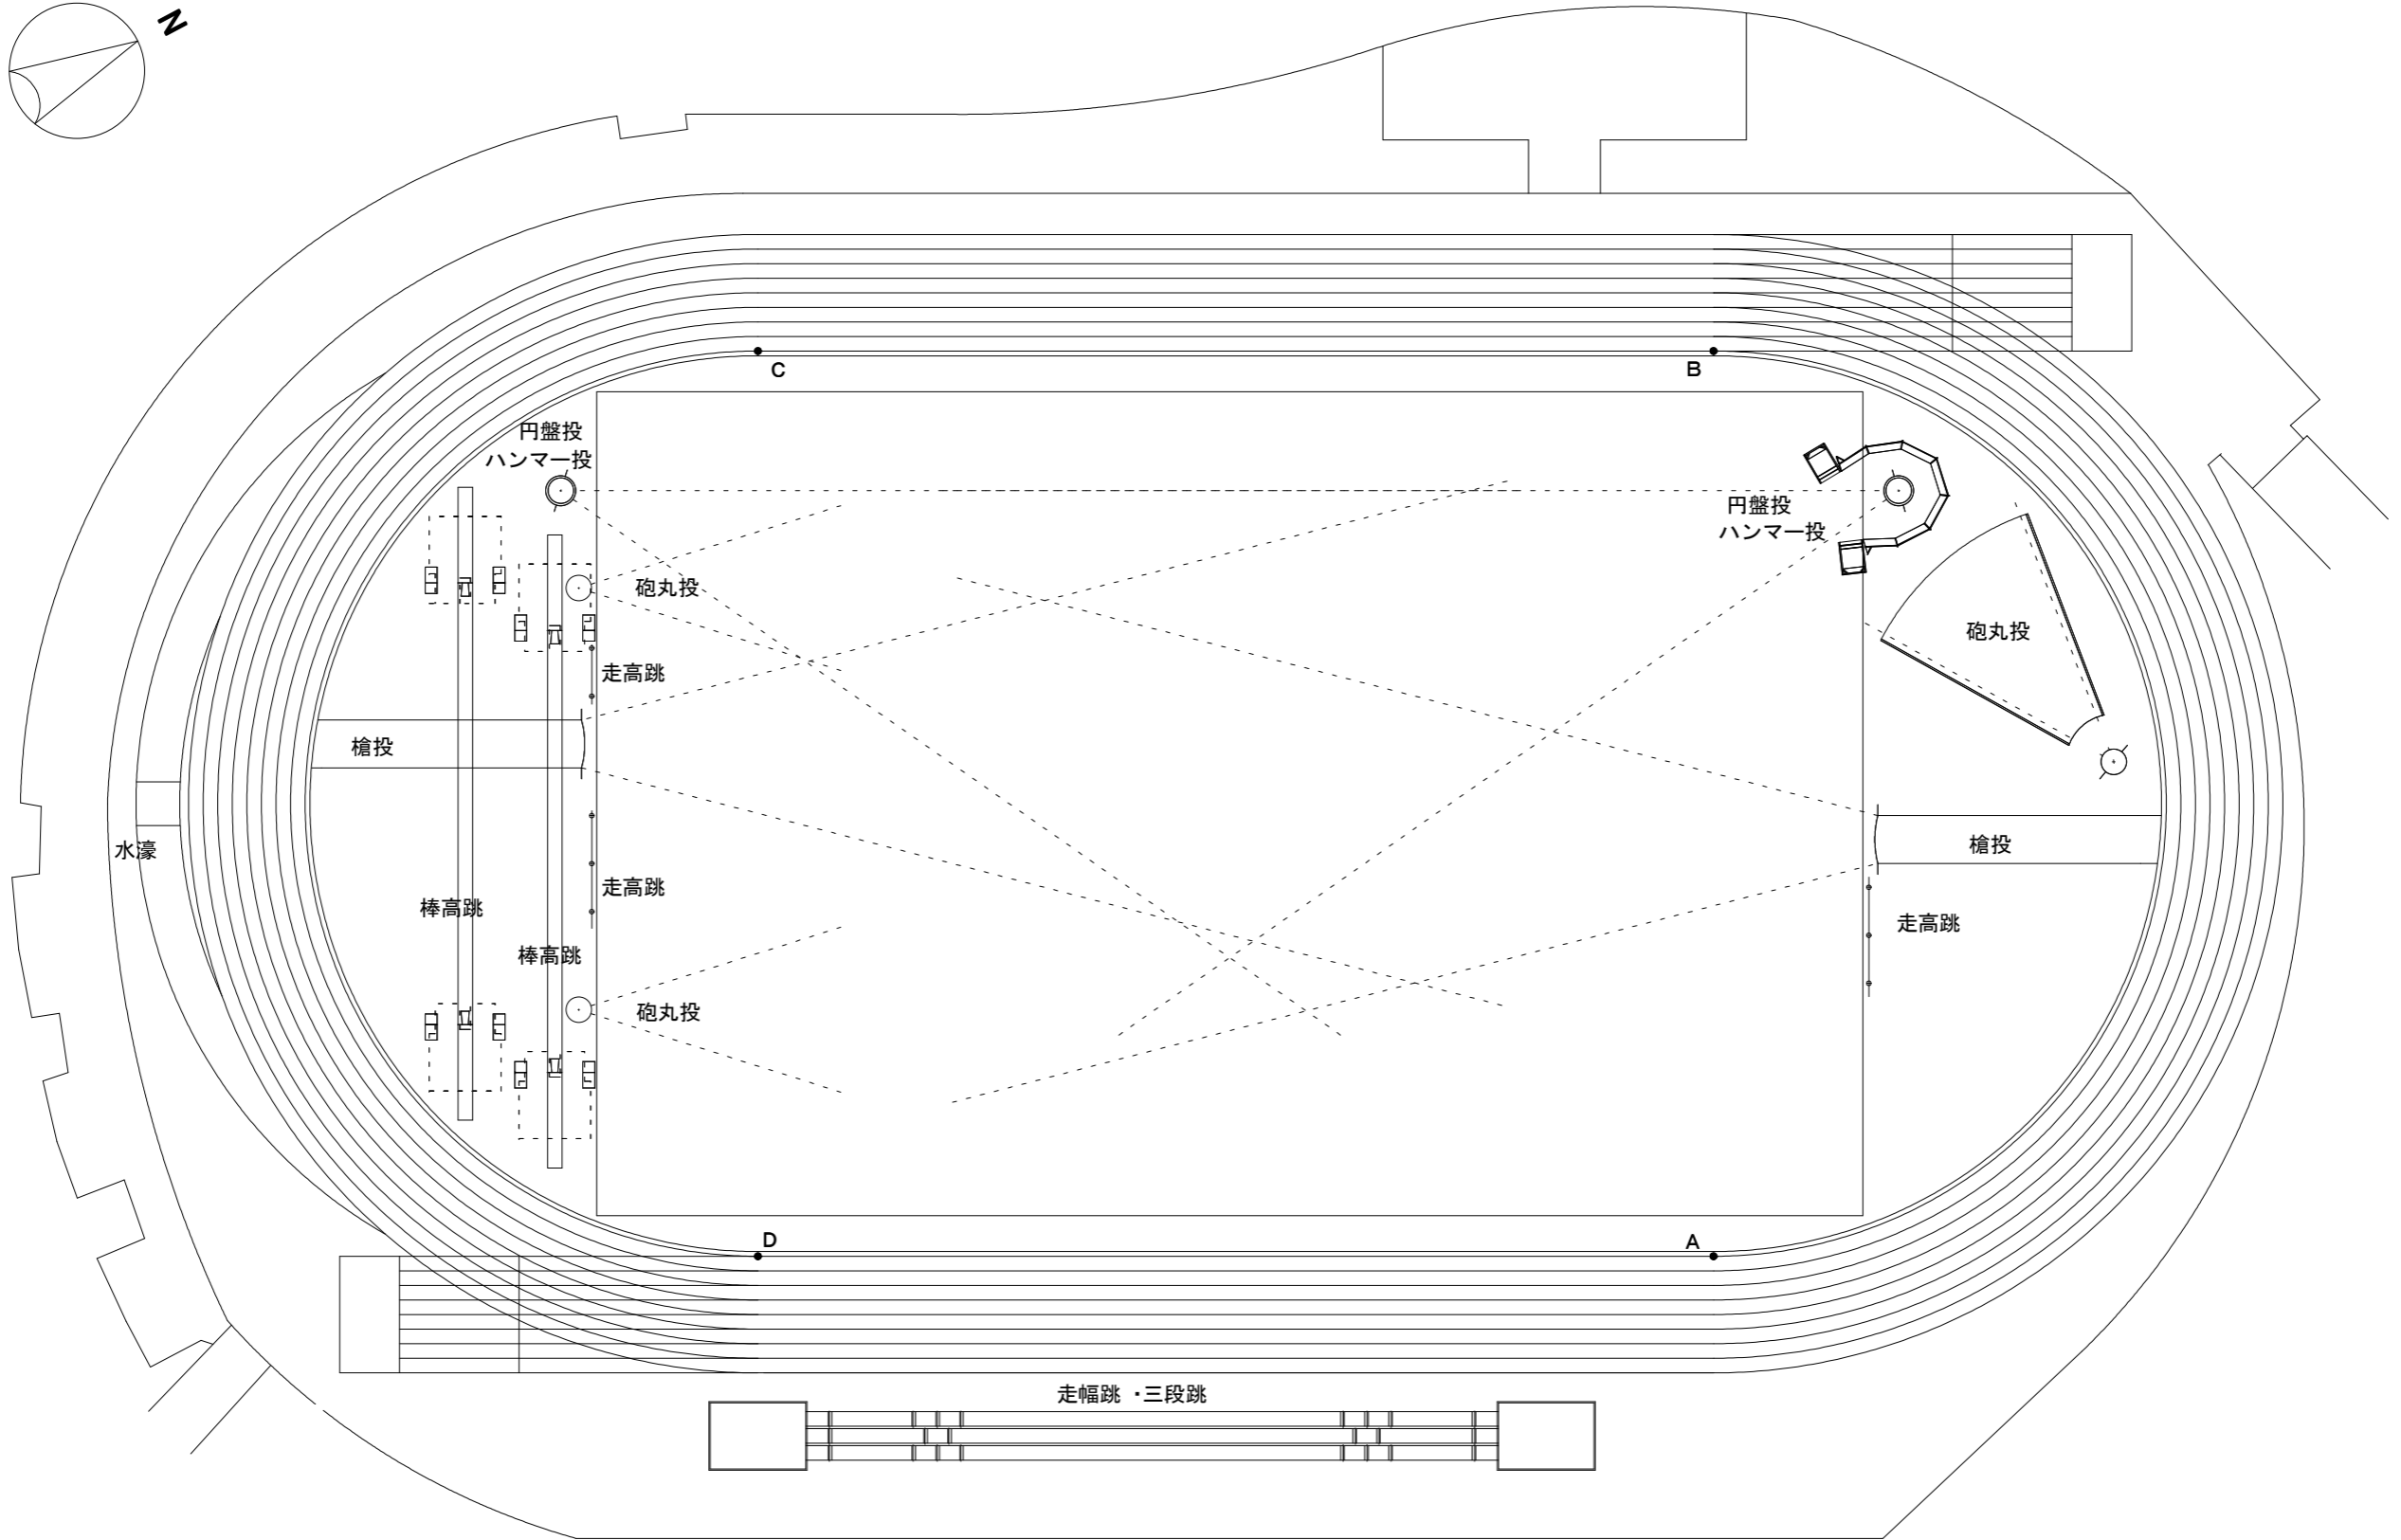 N
C
B
円盤投
ハンマー投
円盤投
ハンマー投
砲丸投
砲丸投
走高跳
槍投
水濠
槍投
走高跳
棒高跳
走高跳
棒高跳
砲丸投
D
A
走幅跳・三段跳